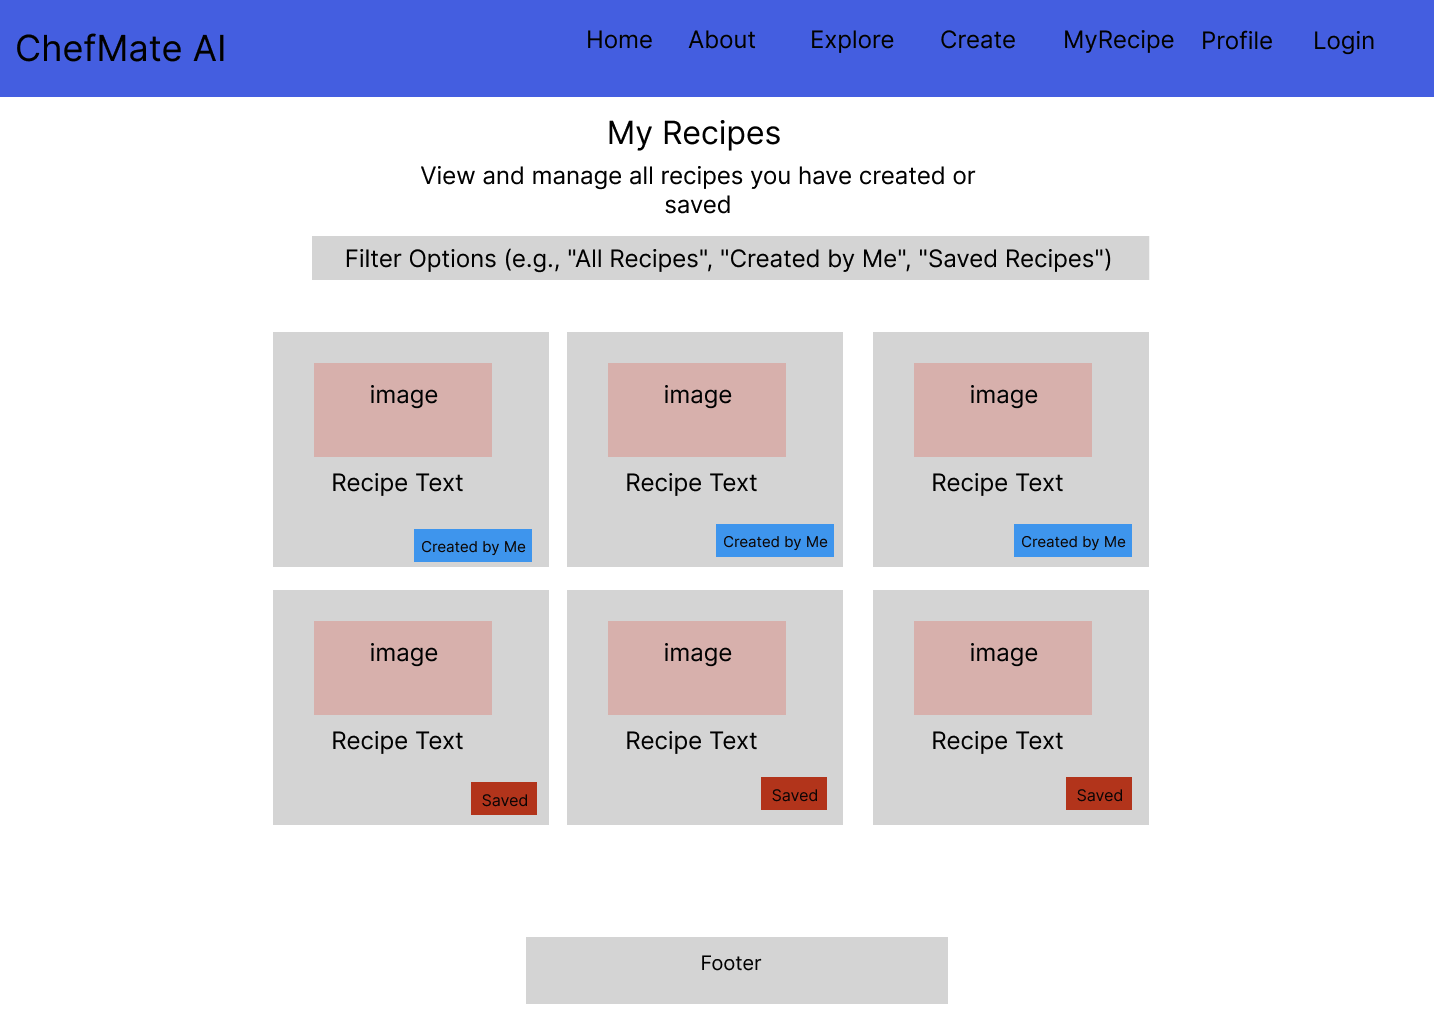 ChefMate AI
Home About Explore Create MyRecipe Profile Login
My Recipes
View and manage all recipes you have created or
saved
Filter Options (e.g., "All Recipes", "Created by Me", "Saved Recipes")
image image image
Recipe Text Recipe Text Recipe Text
Created by Me Created by Me Created by Me
image image image
Recipe Text Recipe Text Recipe Text
Saved Saved Saved
Footer